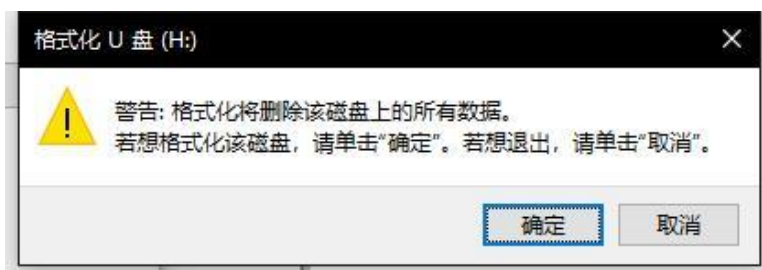 格式化 U 盘 (H:)
警告: 格式化将删除该磁盘上的所有数据。
若想格式化该磁盘，请单击“确定”。若想退出，请单击“取消”。
确定
取消